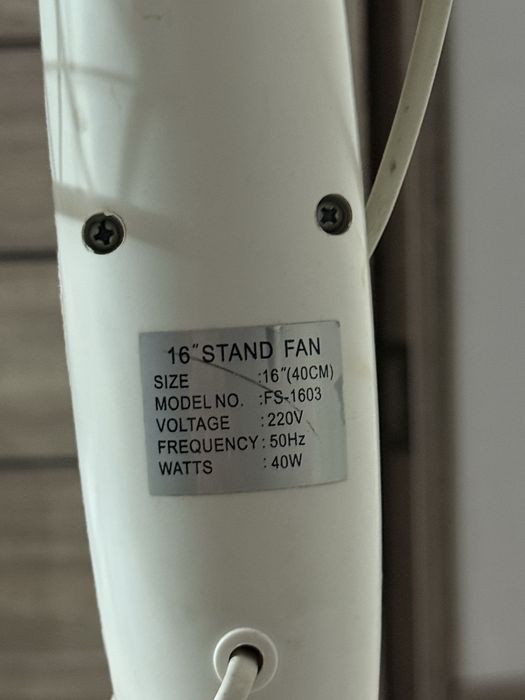 16"STAND FAN
SIZE :16"(40CM)
MODEL NO. :FS-1603
VOLTAGE : 220V
FREQUENCY : 50Hz
WATTS : 40W